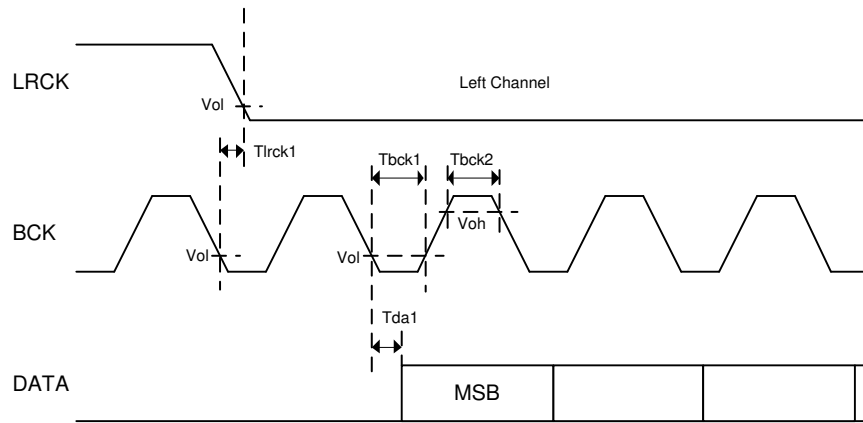 LRCK
Left Channel
Vol
Tlrck1
Tbck1
Tbck2
BCK
Voh
Vol
Vol
Tda1
DATA
MSB